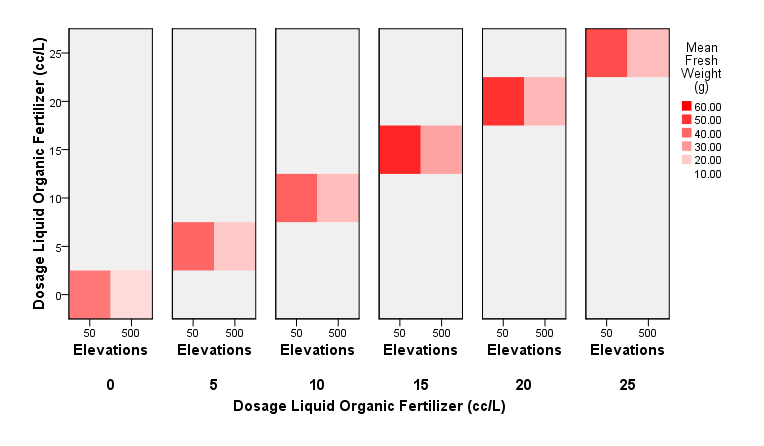 Dosage Liquid Organic Fertilizer (cc/L)
25
20
15
10
5
0
50 500 50 500 50 500 50 500 50 500 50 500
Elevations Elevations Elevations Elevations Elevations Elevations
0 5 10 15 20 25
Dosage Liquid Organic Fertilizer (cc/L)
Mean
Fresh
Weight
(g)
60.00
50.00
40.00
30.00
20.00
10.00